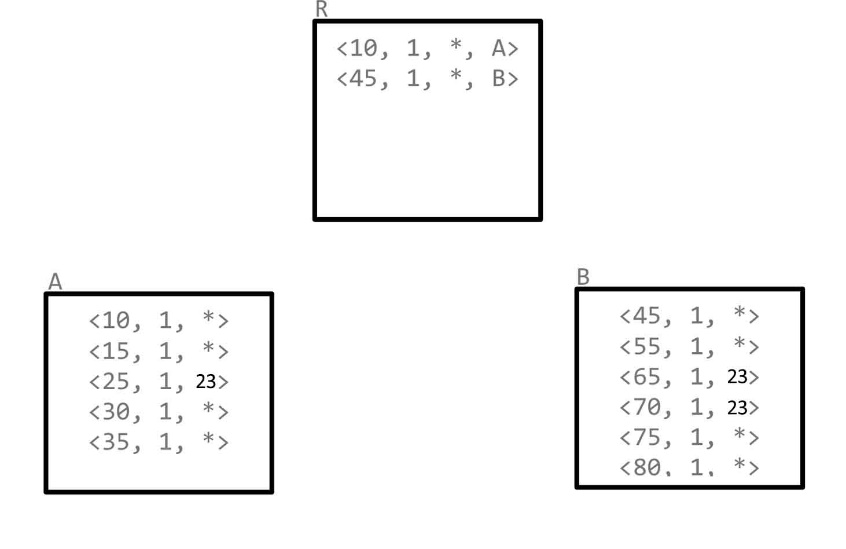 R
<10, 1, *, A>
<45, 1, *, B>
A
<10, 1, *>
<15, 1, *>
<25, 1, 23>
<30, 1, *>
<35, 1, *>
B
<45, 1, *>
<55, 1, *>
<65, 1, 23>
<70, 1, 23>
<75, 1, *>
<80, 1, *>